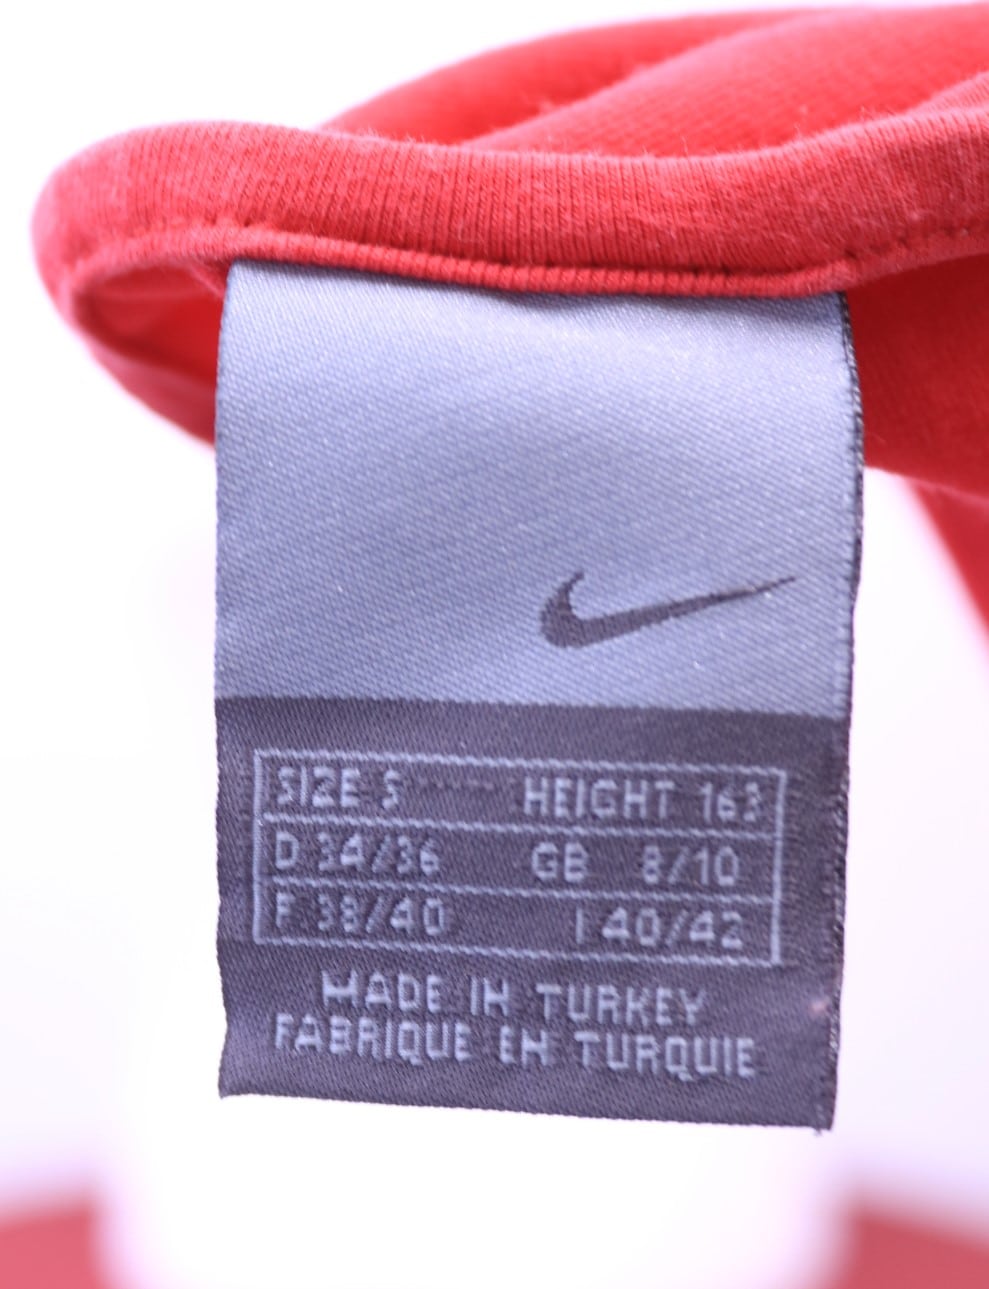 SIZE S HEIGHT 163
D 34/36 GB 8/10
F 38/40 I 40/42
MADE IN TURKEY
FABRIQUE EN TURQUIE